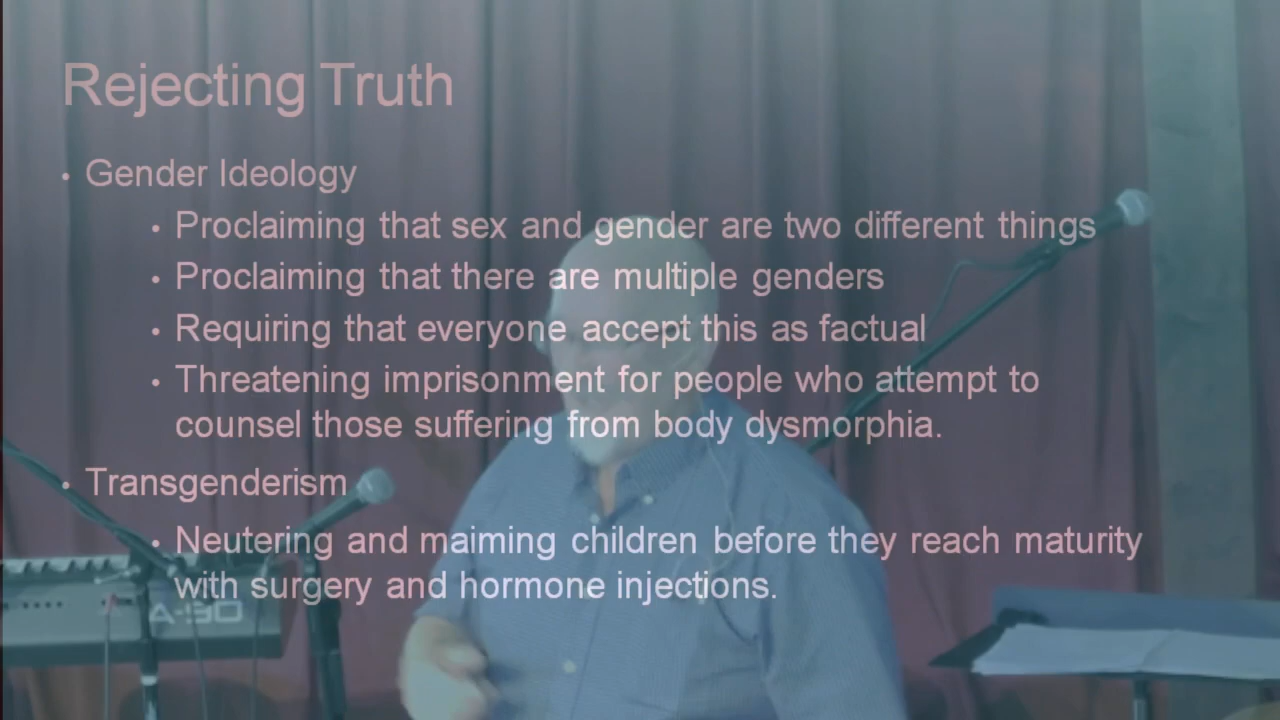 Rejecting Truth
• Gender Ideology
• Proclaiming that sex and gender are two different things
• Proclaiming that there are multiple genders
• Requiring that everyone accept this as factual
• Threatening imprisonment for people who attempt to
counsel those suffering from body dysmorphia.
• Transgenderism
• Neutering and maiming children before they reach maturity
with surgery and hormone injections.
A-90